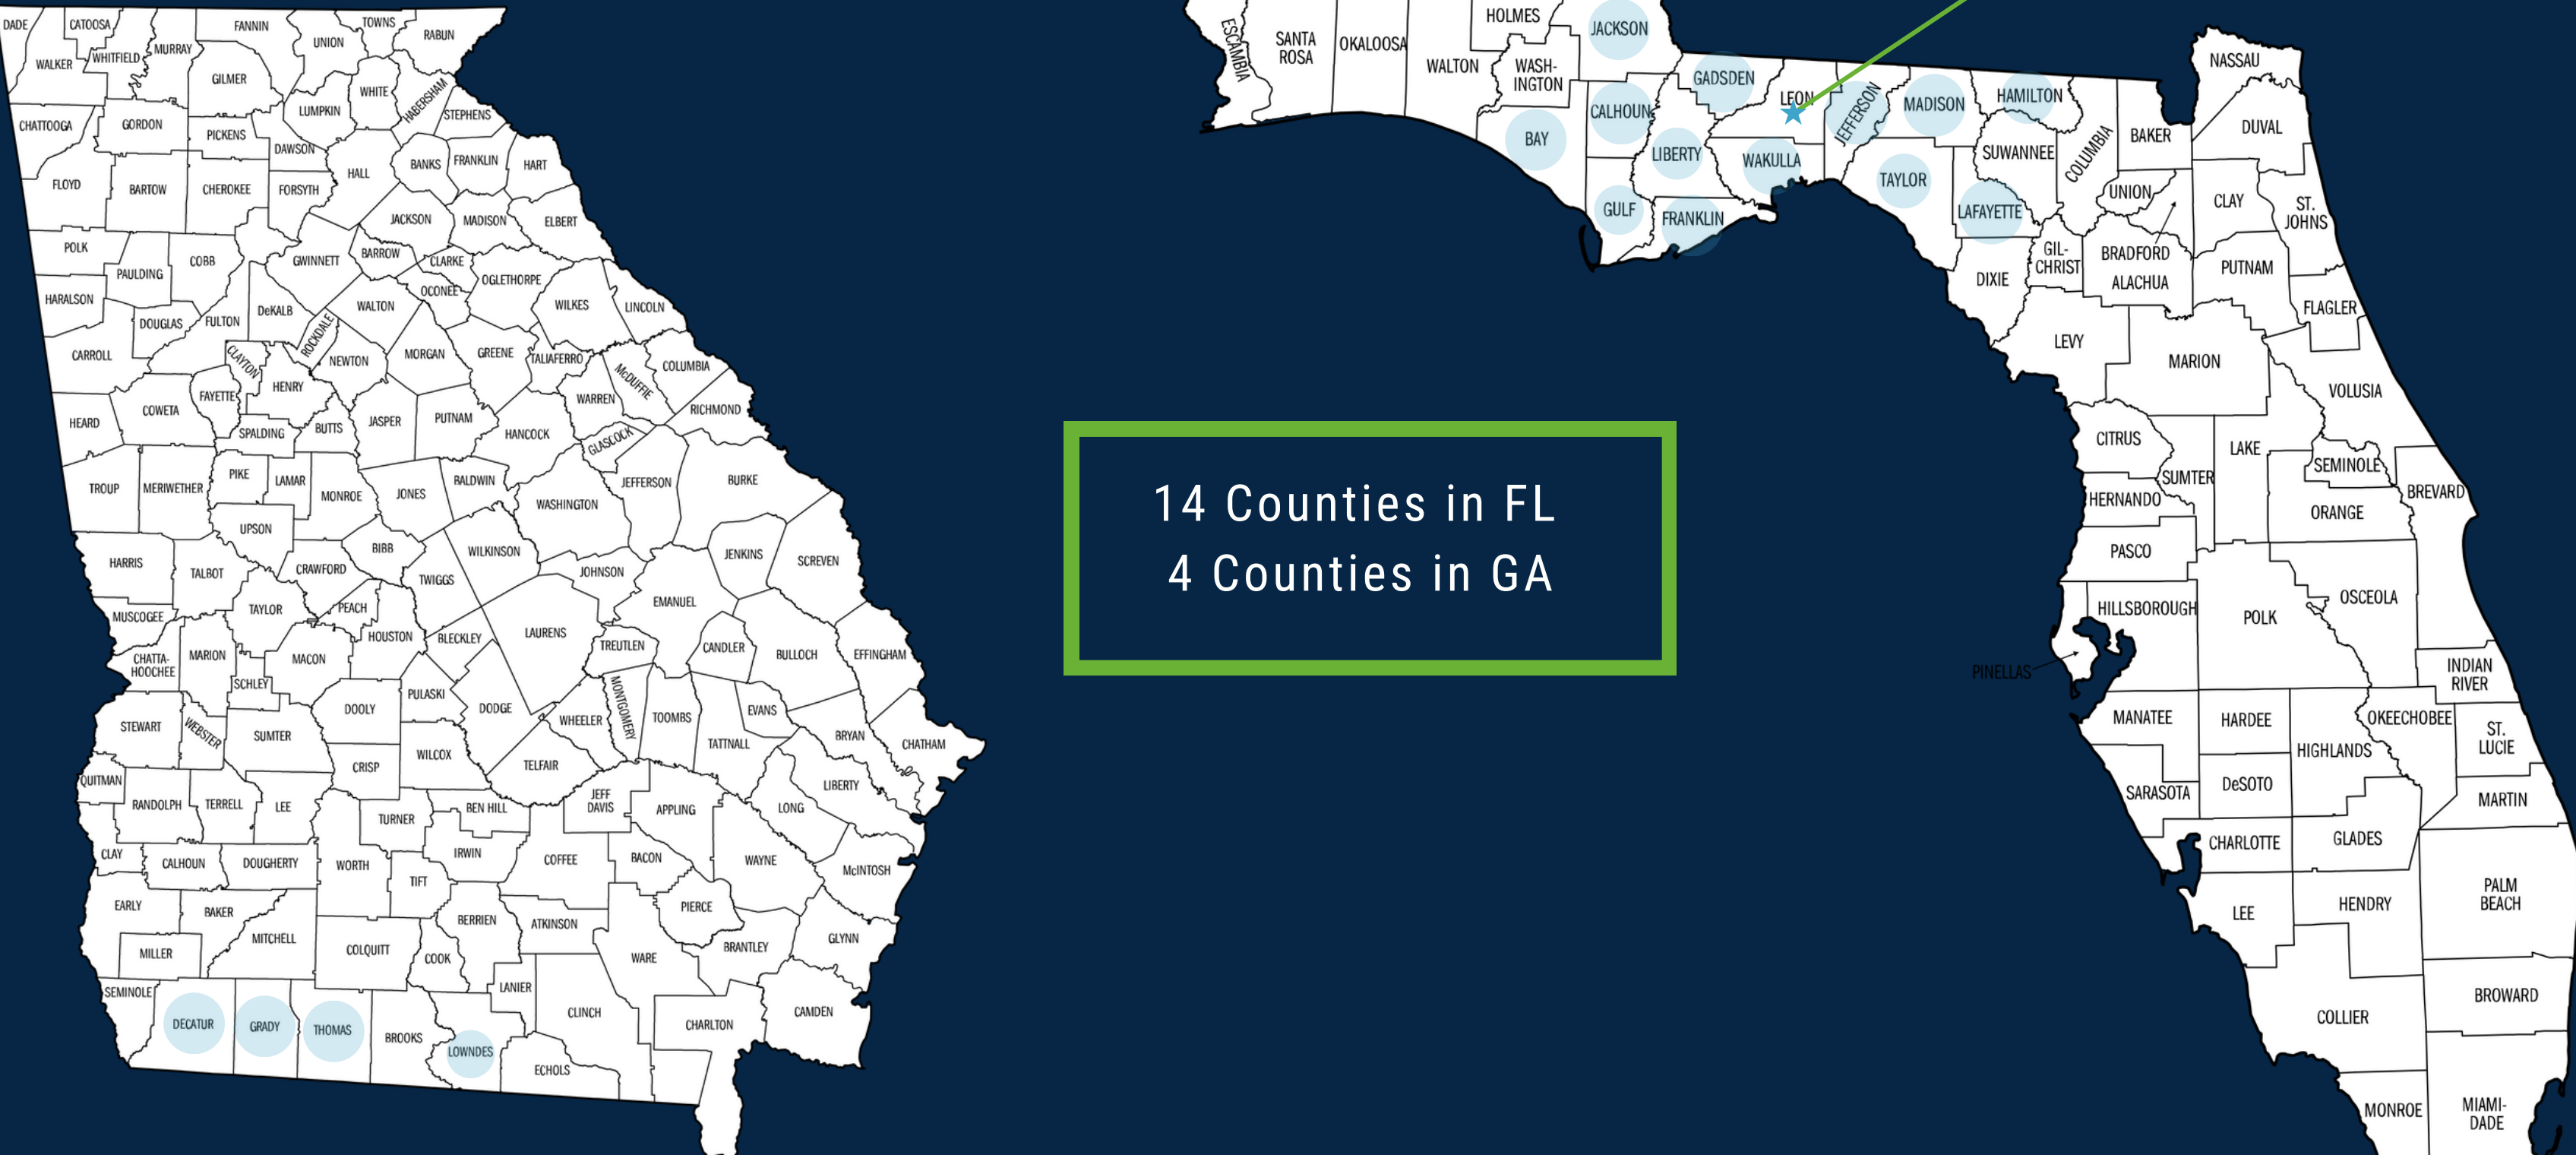 DADE
CATOOSA
FANNIN
TOWNS
RABUN
UNION
WALKER
WHITFIELD
MURRAY
GILMER
WHITE
HABERSHAM
LUMPKIN
STEPHENS
CHATTOOGA
GORDON
PICKENS
DAWSON
BANKS
FRANKLIN
HART
HALL
FLOYD
BARTOW
CHEROKEE
FORSYTH
JACKSON
MADISON
ELBERT
POLK
PAULDING
COBB
GWINNETT
BARROW
CLARKE
OCONEE
OGLETHORPE
HARALSON
DOUGLAS
FULTON
DeKALB
ROCKDALE
WALTON
WILKES
LINCOLN
CARROLL
CLAYTON
NEWTON
MORGAN
GREENE
TALIAFERRO
McDUFFIE
COLUMBIA
HENRY
FAYETTE
COWETA
WARREN
RICHMOND
HEARD
SPALDING
BUTTS
JASPER
PUTNAM
HANCOCK
GLASCOCK
TROUP
MERIWETHER
PIKE
LAMAR
MONROE
JONES
BALDWIN
WASHINGTON
JEFFERSON
BURKE
UPSON
BIBB
WILKINSON
JENKINS
SCREVEN
HARRIS
TALBOT
CRAWFORD
TWIGGS
JOHNSON
MUSCOGEE
TAYLOR
PEACH
HOUSTON
BLECKLEY
LAURENS
EMANUEL
TREUTLEN
CANDLER
BULLOCH
EFFINGHAM
CHATTA-
HOOCHEE
MARION
MACON
SCHLEY
PULASKI
DODGE
DOOLY
MONTGOMERY
WHEELER
TOOMBS
EVANS
STEWART
WEBSTER
SUMTER
WILCOX
TATTNALL
BRYAN
CHATHAM
CRISP
TELFAIR
QUITMAN
RANDOLPH
TERRELL
LEE
TURNER
BEN HILL
JEFF
DAVIS
APPLING
LONG
LIBERTY
CLAY
CALHOUN
DOUGHERTY
WORTH
IRWIN
TIFT
COFFEE
BACON
WAYNE
McINTOSH
EARLY
BAKER
MITCHELL
BERRIEN
ATKINSON
PIERCE
MILLER
COLQUITT
COOK
WARE
BRANTLEY
GLYNN
SEMINOLE
DECATUR
GRADY
THOMAS
BROOKS
LOWNDES
LANIER
CLINCH
ECHOLS
CHARLTON
CAMDEN
14 Counties in FL
4 Counties in GA
ESCAMBIA
SANTA
ROSA
OKALOOSA
WALTON
HOLMES
WASH-
INGTON
JACKSON
BAY
CALHOUN
GULF
LIBERTY
FRANKLIN
GADSDEN
LEON
WAKULLA
JEFFERSON
MADISON
TAYLOR
HAMILTON
SUWANNEE
LAFAYETTE
COLUMBIA
BAKER
NASSAU
DUVAL
UNION
CLAY
ST.
JOHNS
BRADFORD
ALACHUA
GIL-
CHRIST
DIXIE
PUTNAM
FLAGLER
LEVY
MARION
VOLUSIA
CITRUS
LAKE
SUMTER
SEMINOLE
HERNANDO
ORANGE
BREVARD
PASCO
HILLSBOROUGH
POLK
OSCEOLA
PINELLAS
INDIAN
RIVER
MANATEE
HARDEE
HIGHLANDS
OKEECHOBEE
ST.
LUCIE
SARASOTA
DeSOTO
MARTIN
CHARLOTTE
GLADES
LEE
HENDRY
PALM
BEACH
COLLIER
BROWARD
MONROE
MIAMI-
DADE